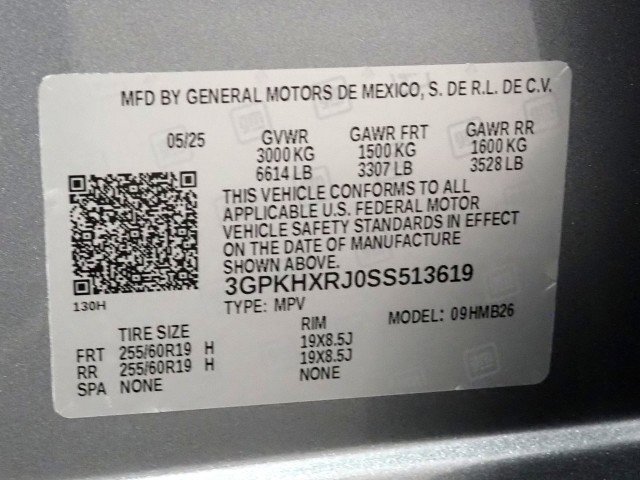 MFD BY GENERAL MOTORS DE MEXICO, S. DE R.L. DE C.V.
05/25 GVWR GAWR FRT GAWR RR
3000 KG 1500 KG 1600 KG
6614 LB 3307 LB 3528 LB
THIS VEHICLE CONFORMS TO ALL
APPLICABLE U.S. FEDERAL MOTOR
VEHICLE SAFETY STANDARDS IN EFFECT
ON THE DATE OF MANUFACTURE
SHOWN ABOVE.
130H
3GPKHXRJ0SS513619
TYPE: MPV MODEL: 09HMB26
TIRE SIZE RIM
FRT 255/60R19 H 19X8.5J
RR 255/60R19 H 19X8.5J
SPA NONE NONE